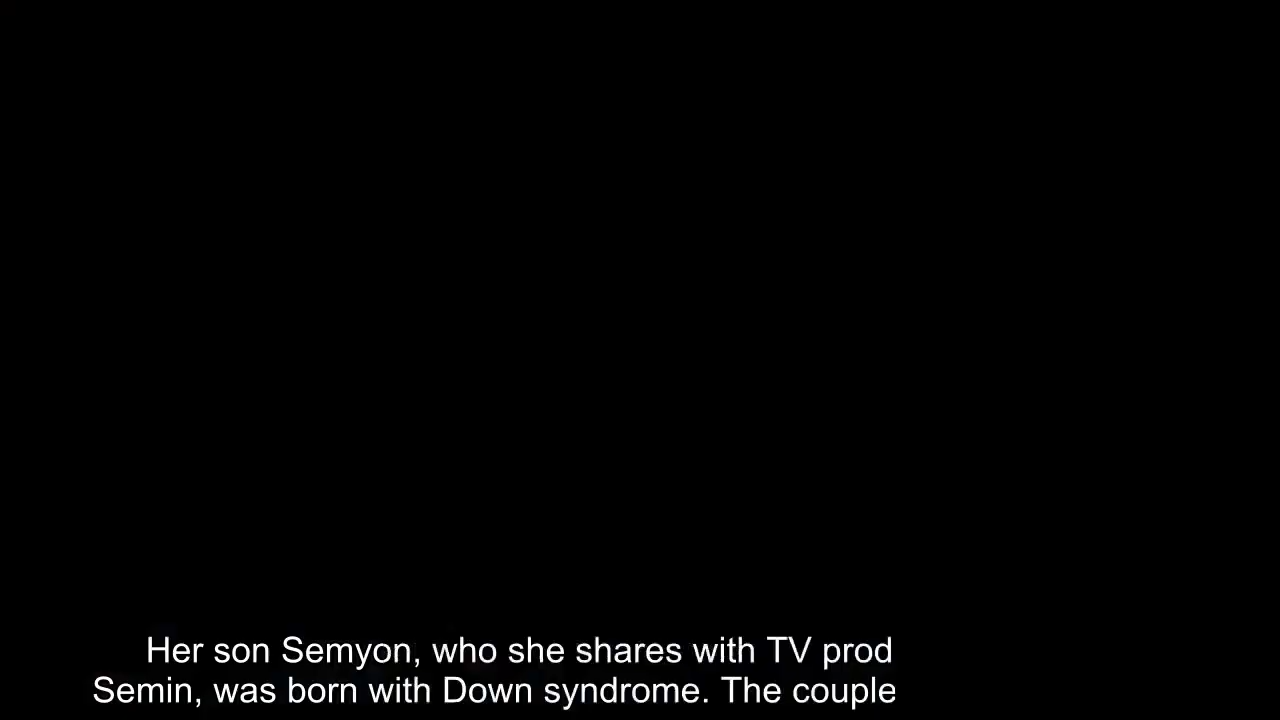 Her son Semyon, who she shares with TV prod
Semin, was born with Down syndrome. The couple